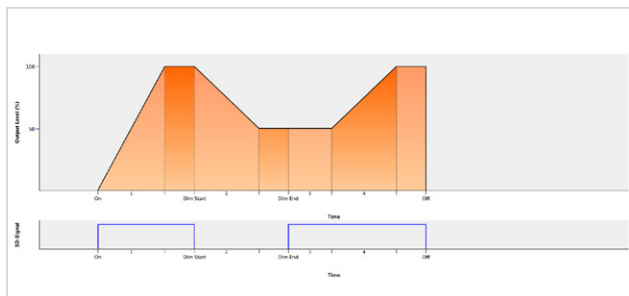 100
50
Output Level (%)
On 1 Dim Start 2 Dim End 3 4 Off
Time
SD-Signal
On 1 Dim Start 2 Dim End 3 4 Off
Time